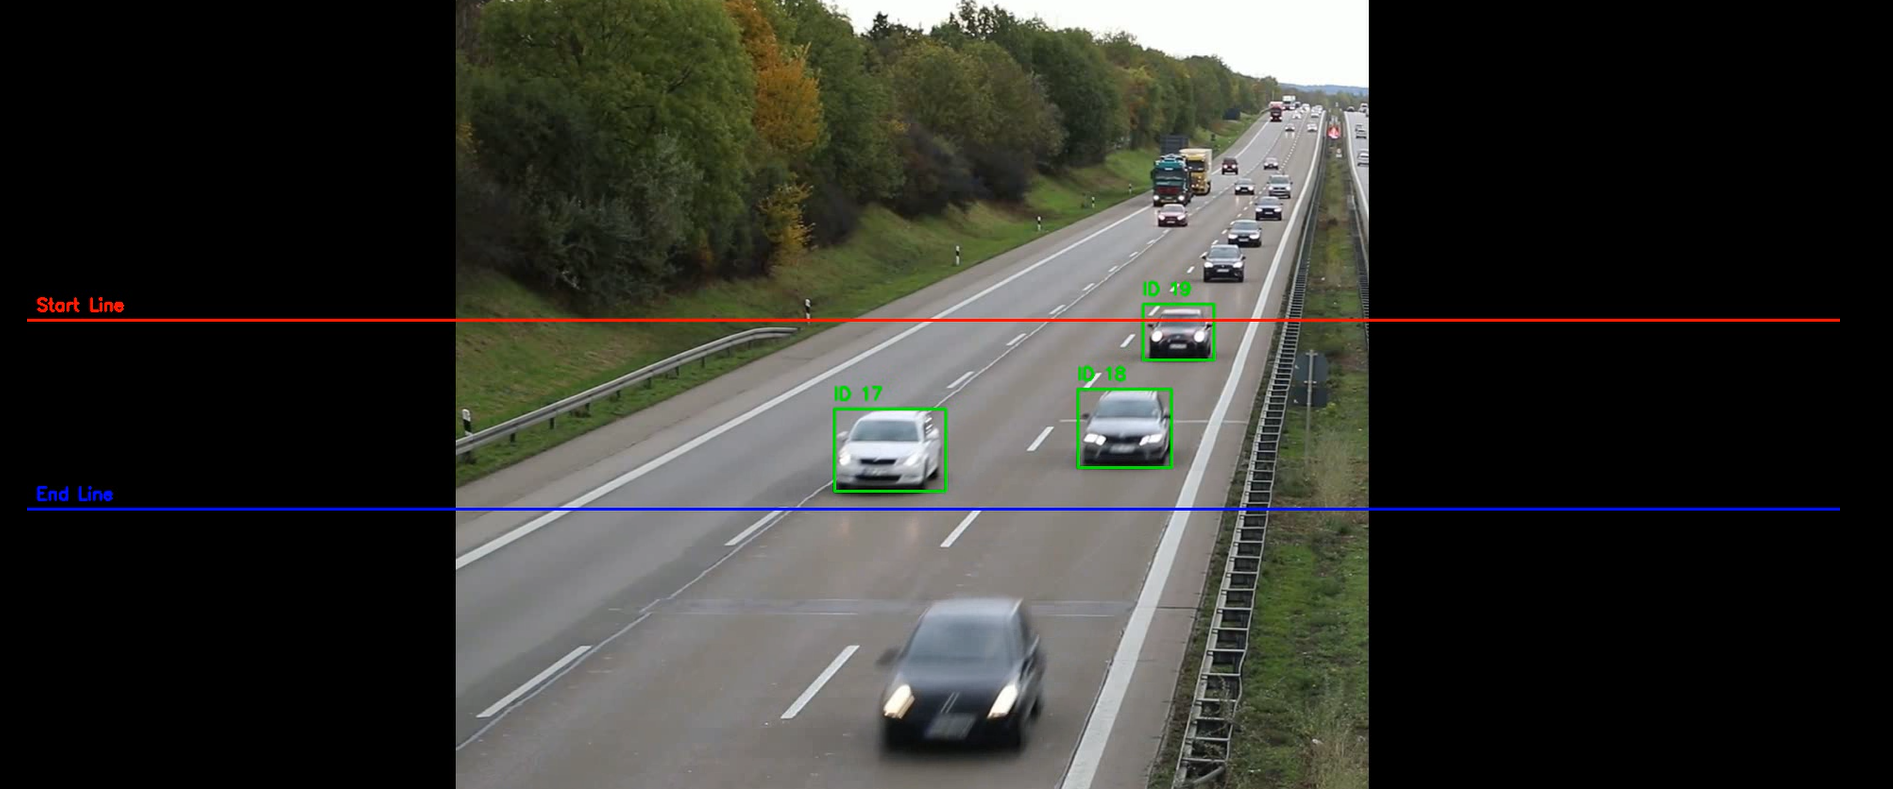 ID 19
Start Line
ID 18
ID 17
End Line